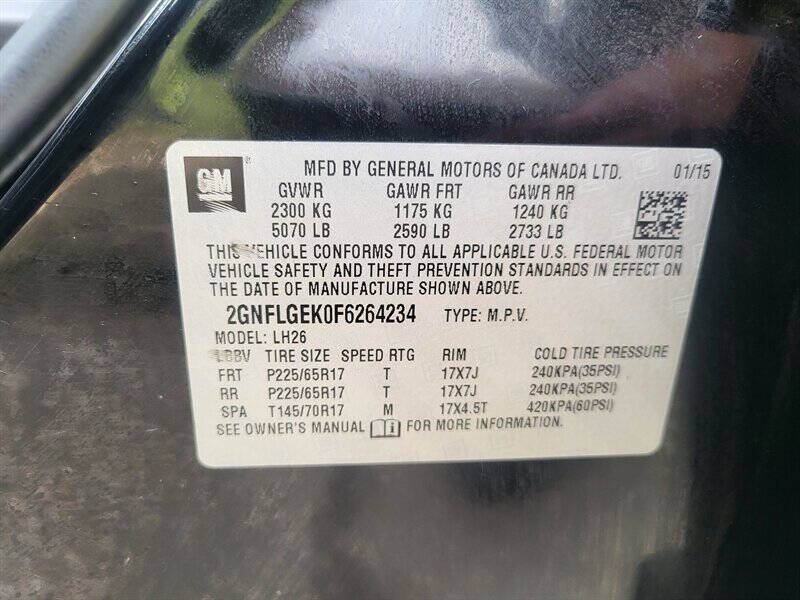 GM® MFD BY GENERAL MOTORS OF CANADA LTD. 01/15
GVWR GAWR FRT GAWR RR
2300 KG 1175 KG 1240 KG
5070 LB 2590 LB 2733 LB
THIS VEHICLE CONFORMS TO ALL APPLICABLE U.S. FEDERAL MOTOR
VEHICLE SAFETY AND THEFT PREVENTION STANDARDS IN EFFECT ON
THE DATE OF MANUFACTURE SHOWN ABOVE.
2GNFLGEK0F6264234 TYPE: M.P.V.
MODEL: LH26
LBBV TIRE SIZE SPEED RTG RIM COLD TIRE PRESSURE
FRT P225/65R17 T 17X7J 240KPA(35PSI)
RR P225/65R17 T 17X7J 240KPA(35PSI)
SPA T145/70R17 M 17X4.5T 420KPA(60PSI)
SEE OWNER'S MANUAL i FOR MORE INFORMATION.